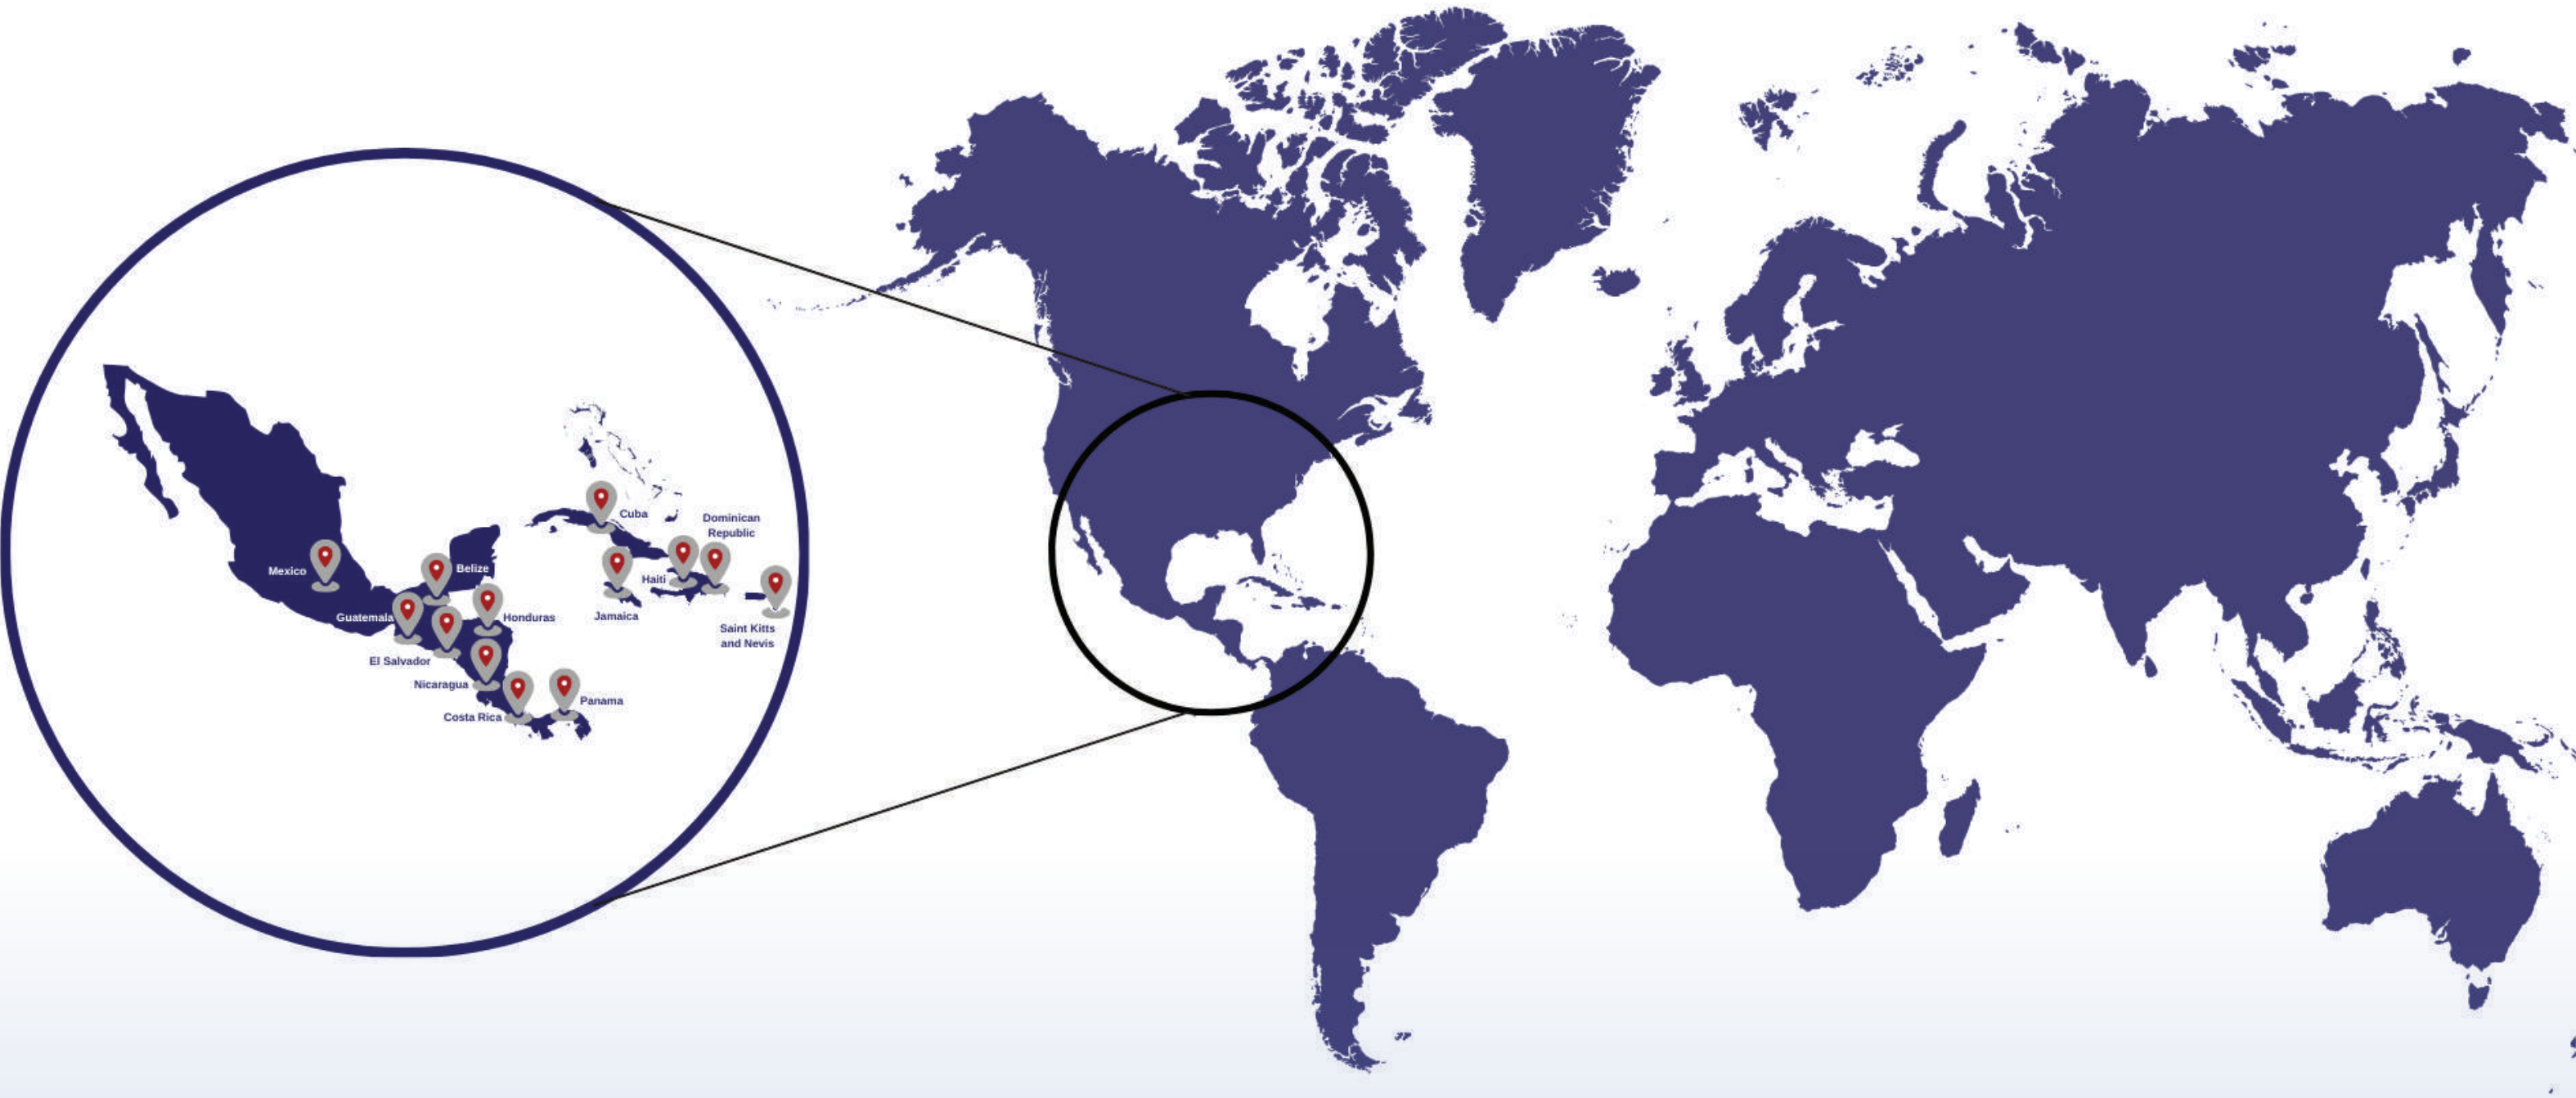 Cuba
Dominican
Republic
Mexico
Belize
Haiti
Guatemala
Honduras
Jamaica
Saint Kitts
and Nevis
El Salvador
Nicaragua
Panama
Costa Rica